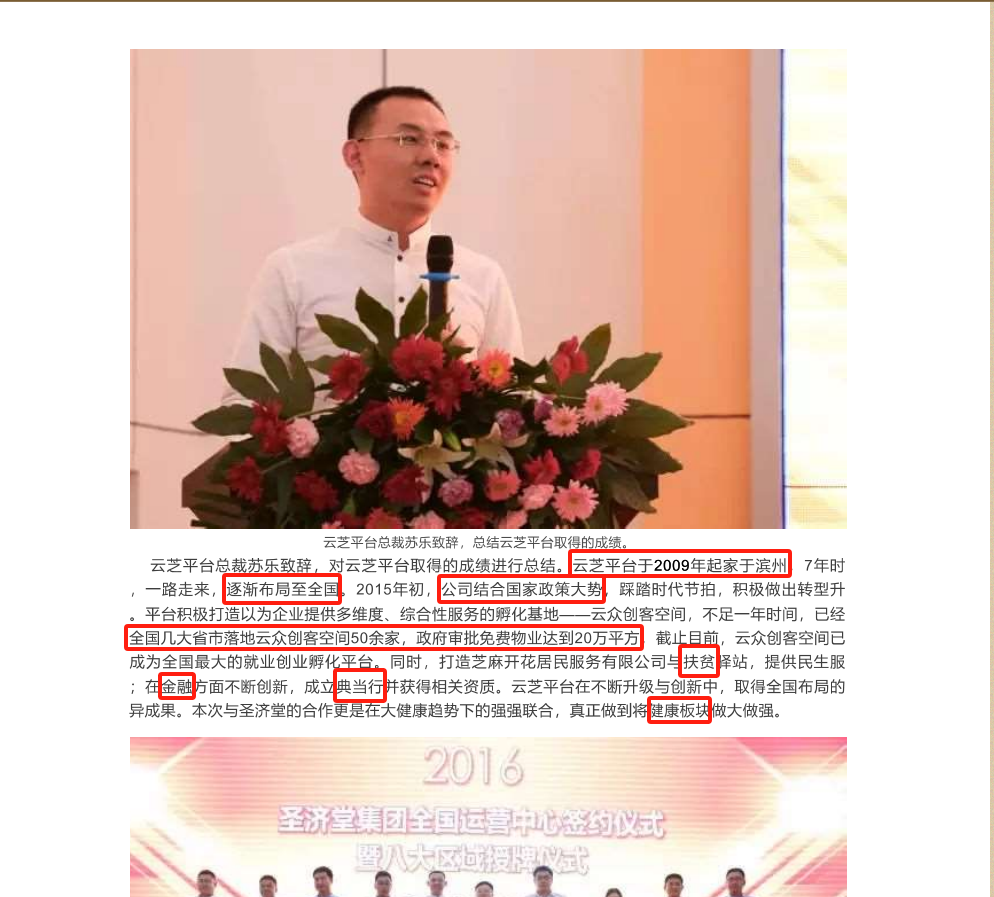 云芝平台总裁苏乐致辞，总结云芝平台取得的成绩。
云芝平台总裁苏乐致辞，对云芝平台取得的成绩进行总结。云芝平台于2009年起家于滨州，7年时
，一路走来，逐渐布局至全国。2015年初，公司结合国家政策大势，踩踏时代节拍，积极做出转型升
。平台积极打造以为企业提供多维度、综合性服务的孵化基地——云众创客空间，不足一年时间，已经
全国几大省市落地云众创客空间50余家，政府审批免费物业达到20万平方。截止目前，云众创客空间已
成为全国最大的就业创业孵化平台。同时，打造芝麻开花居民服务有限公司与扶贫驿站，提供民生服
；在金融方面不断创新，成立典当行并获得相关资质。云芝平台在不断升级与创新中，取得全国布局的
异成果。本次与圣济堂的合作更是在大健康趋势下的强强联合，真正做到将健康板块做大做强。
2016
圣济堂集团全国运营中心签约仪式
暨八大区域授牌仪式